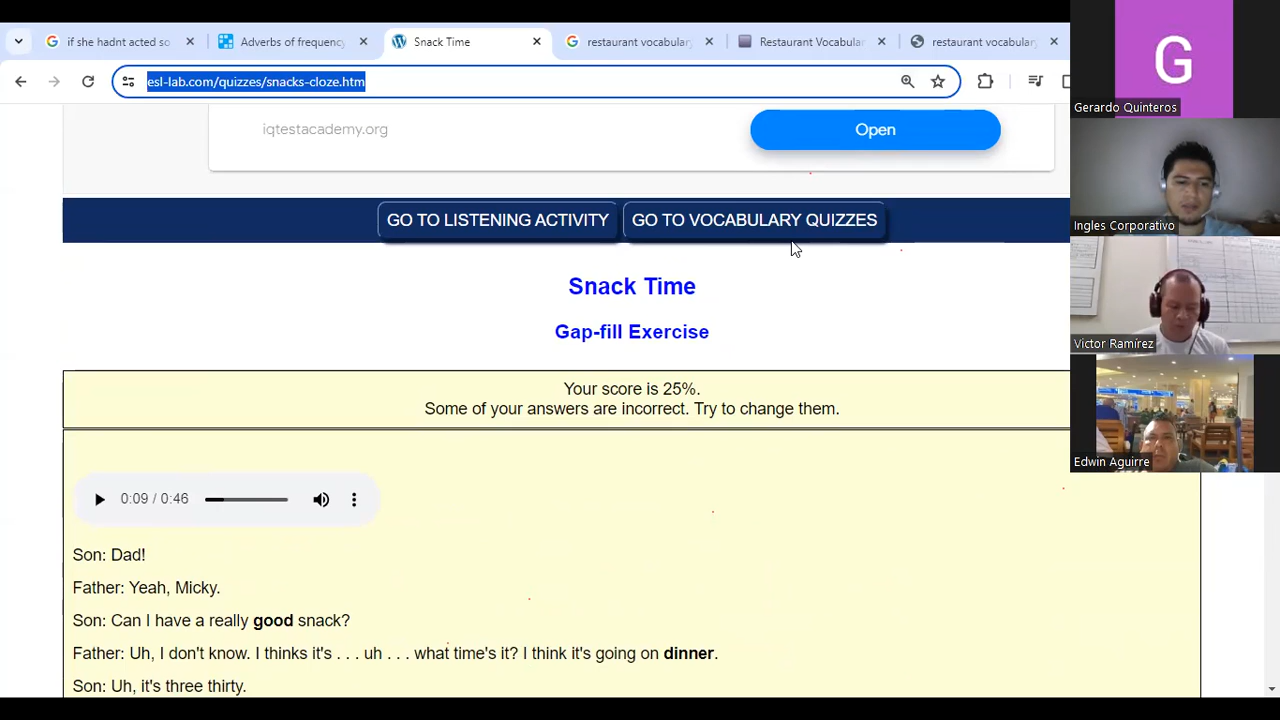 if she hadnt acted so
Adverbs of frequency
Snack Time
restaurant vocabulary
Restaurant Vocabular
restaurant vocabular
esl-lab.com/quizzes/snacks-cloze.htm
iqtestacademy.org
Open
GO TO LISTENING ACTIVITY
GO TO VOCABULARY QUIZZES
Snack Time
Gap-fill Exercise
Your score is 25%.
Some of your answers are incorrect. Try to change them.
0:09 / 0:46
Son: Dad!
Father: Yeah, Micky.
Son: Can I have a really good snack?
Father: Uh, I don't know. I thinks it's . . . uh . . . what time's it? I think it's going on dinner.
Son: Uh, it's three thirty.
G
Gerardo Quinteros
Ingles Corporativo
Victor Ramírez
Edwin Aguirre